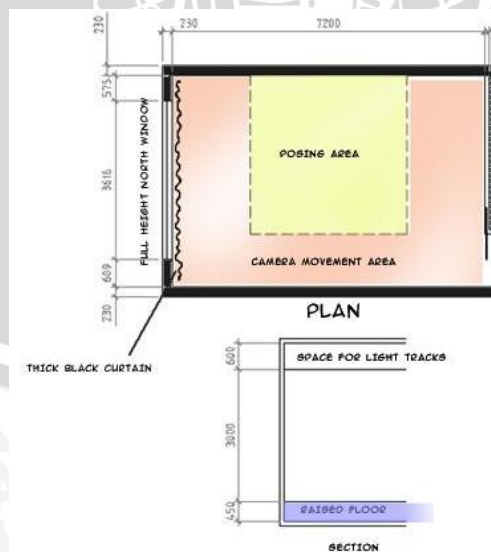 230 7200
230
575
FULL HEIGHT NORTH WINDOW
3616
609
230
POSING AREA
CAMERA MOVEMENT AREA
PLAN
THICK BLACK CURTAIN
600
SPACE FOR LIGHT TRACKS
3000
450
RAISED FLOOR
SECTION